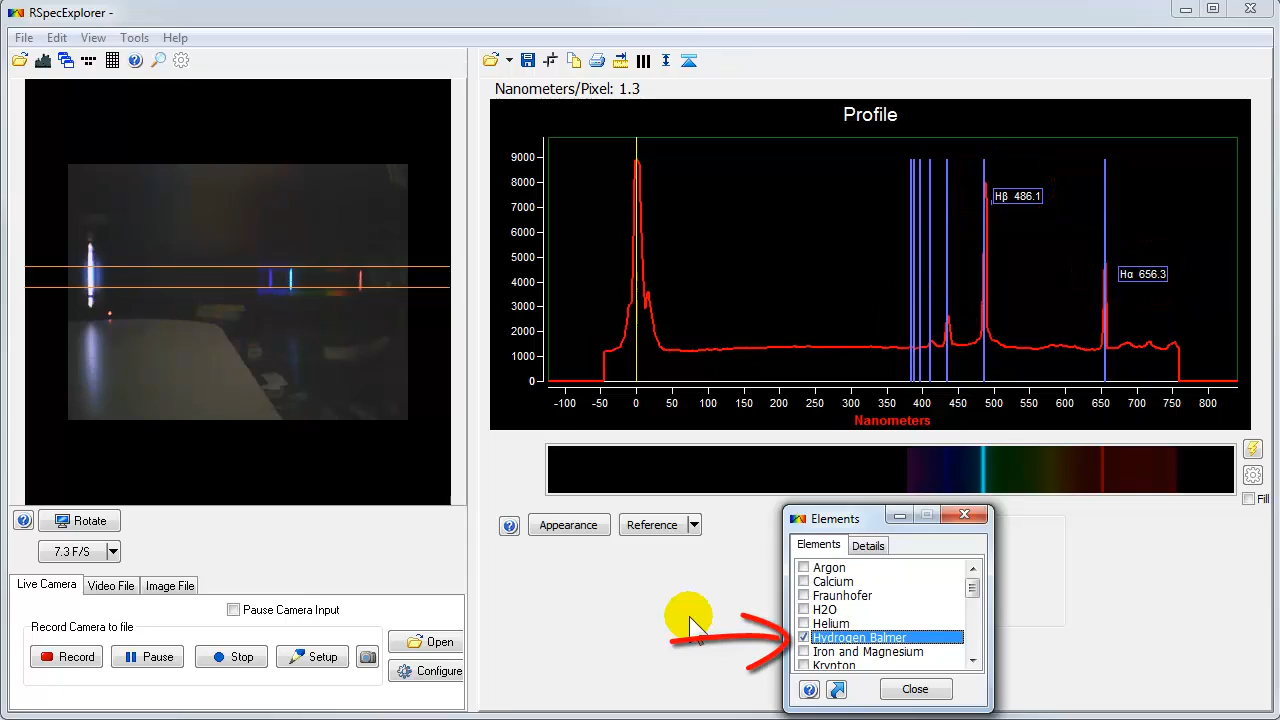 RSpecExplorer -
File Edit View Tools Help
Nanometers/Pixel: 1.3
Profile
9000
8000
7000
6000
5000
4000
3000
2000
1000
0
Hβ 486.1
Hα 656.3
-100 -50 0 50 100 150 200 250 300 350 400 450 500 550 600 650 700 750 800
Nanometers
Fill
Rotate
Appearance
Reference
7.3 F/S
Live Camera Video File Image File
Pause Camera Input
Record Camera to file
Record Pause Stop Setup
Open
Configure
Elements
Elements Details
Argon
Calcium
Fraunhofer
H2O
Helium
Hydrogen Balmer
Iron and Magnesium
Krypton
Close